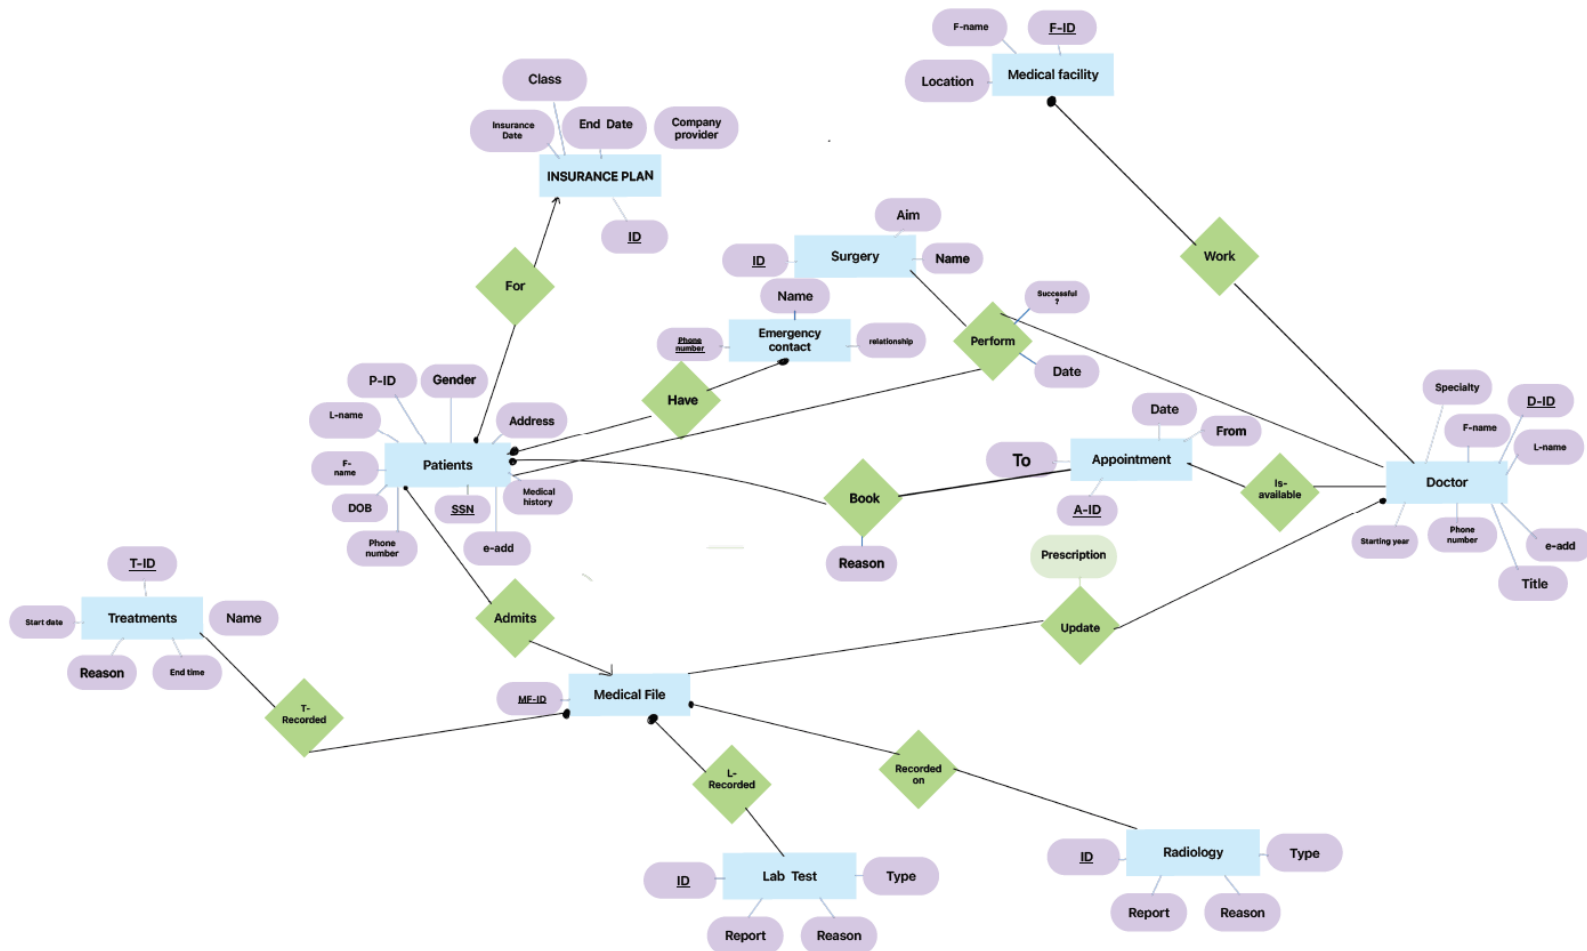 F-name
F-ID
Location
Medical facility
Class
Insurance
Date
End Date
Company
provider
INSURANCE PLAN
ID
Aim
ID
Surgery
Name
Work
For
Name
Successful
?
Phone
number
Emergency
contact
relationship
Perform
Date
P-ID
Gender
Have
Specialty
D-ID
L-name
Address
Date
From
F-name
L-name
F-
name
Patients
To
Appointment
Is-
available
Doctor
DOB
SSN
Medical
history
Book
A-ID
Phone
number
e-add
Reason
Starting year
Phone
number
e-add
Title
Prescription
T-ID
Start date
Treatments
Name
Admits
Update
Reason
End time
MF-ID
Medical File
T-
Recorded
L-
Recorded
Recorded
on
ID
Lab Test
Type
ID
Radiology
Type
Report
Reason
Report
Reason